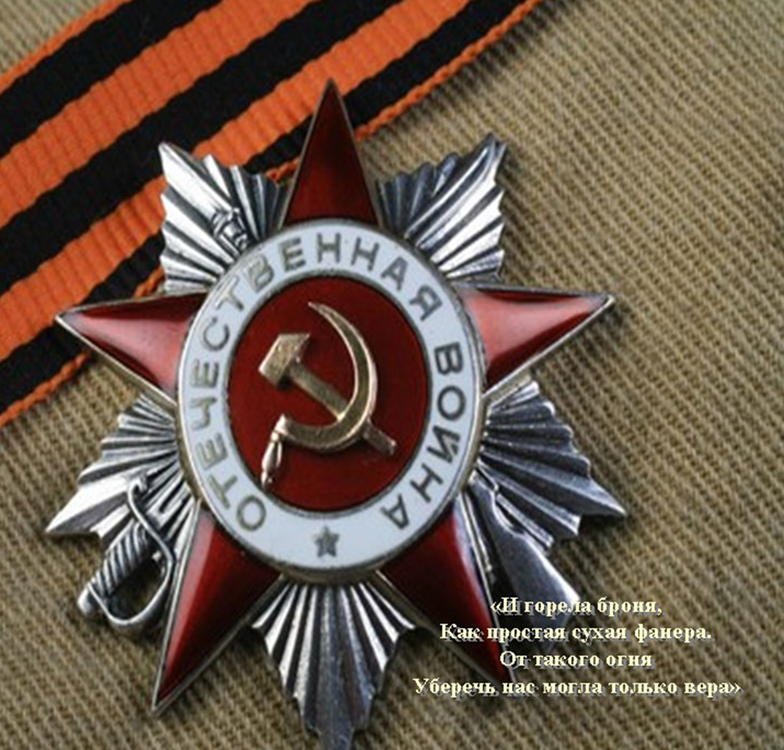 ОТЕЧЕСТВЕННАЯ ВОЙНА
«И горела броня,
Как простая сухая фанера.
От такого огня
Уберечь нас могла только вера»